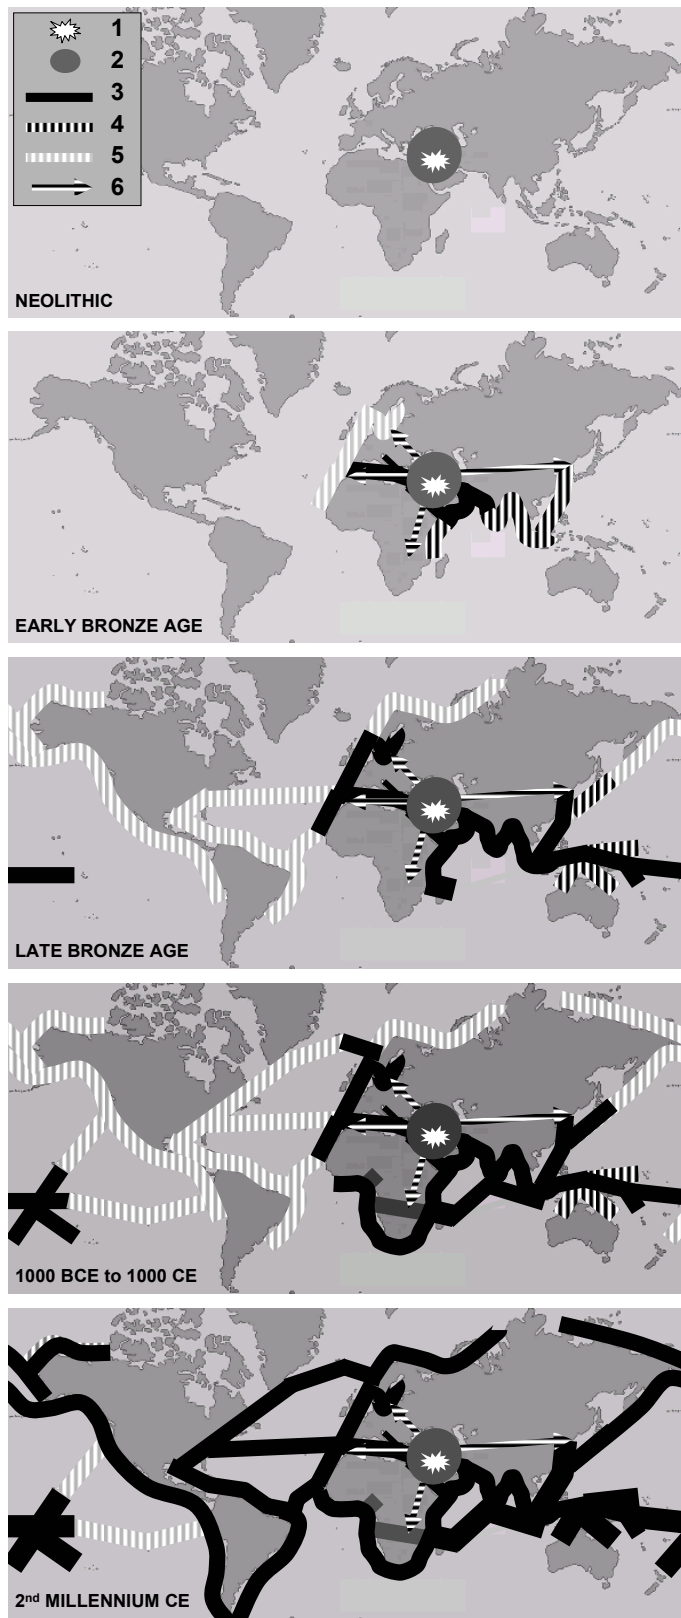 1
2
3
4
5
6
NEOLITHIC
EARLY BRONZE AGE
LATE BRONZE AGE
1000 BCE to 1000 CE
2nd MILLENNIUM CE